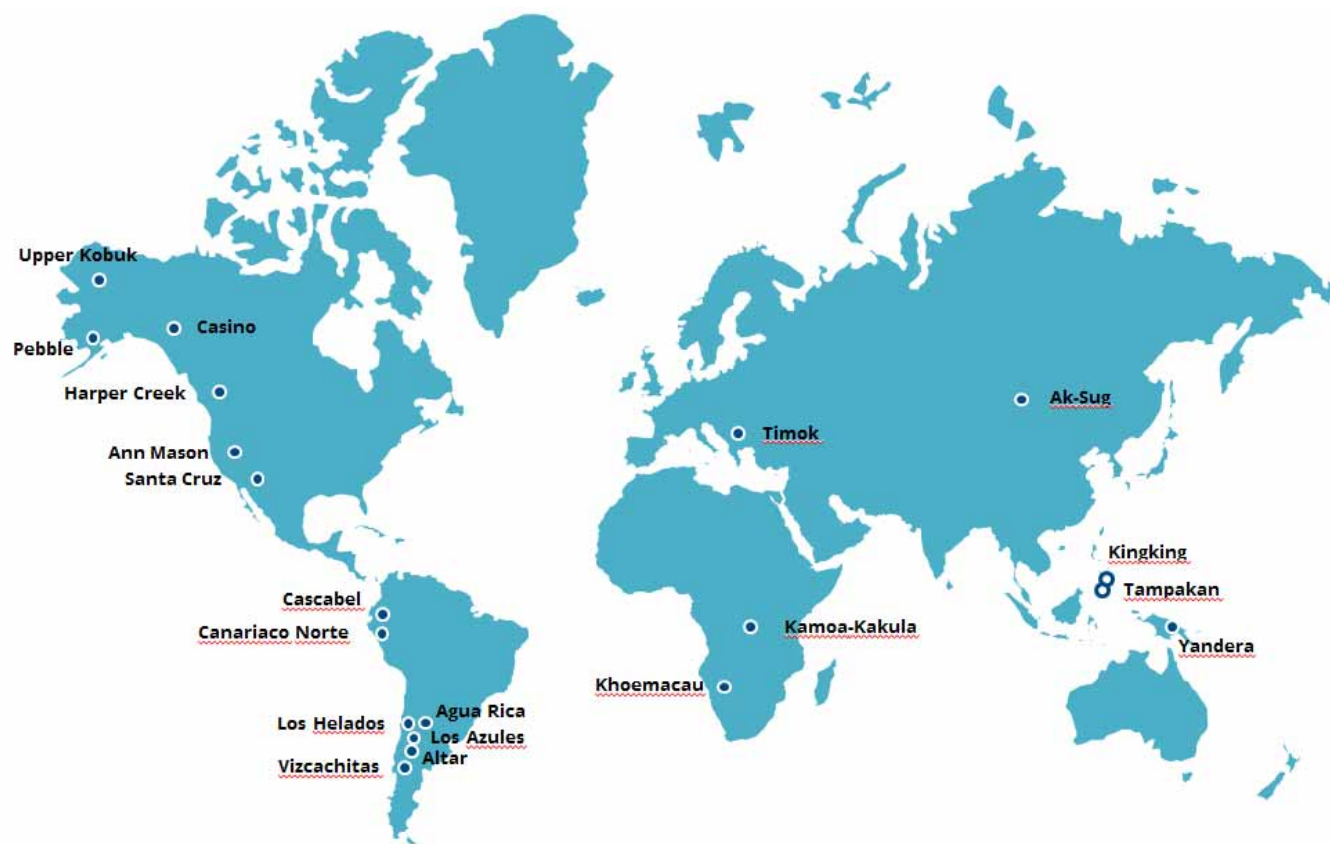 Upper Kobuk
Casino
Pebble
Harper Creek
Ak-Sug
Timok
Ann Mason
Santa Cruz
Kingking
Tampakan
Cascabel
Canariaco Norte
Kamoa-Kakula
Yandera
Khoemacau
Agua Rica
Los Helados
Los Azules
Altar
Vizcachitas